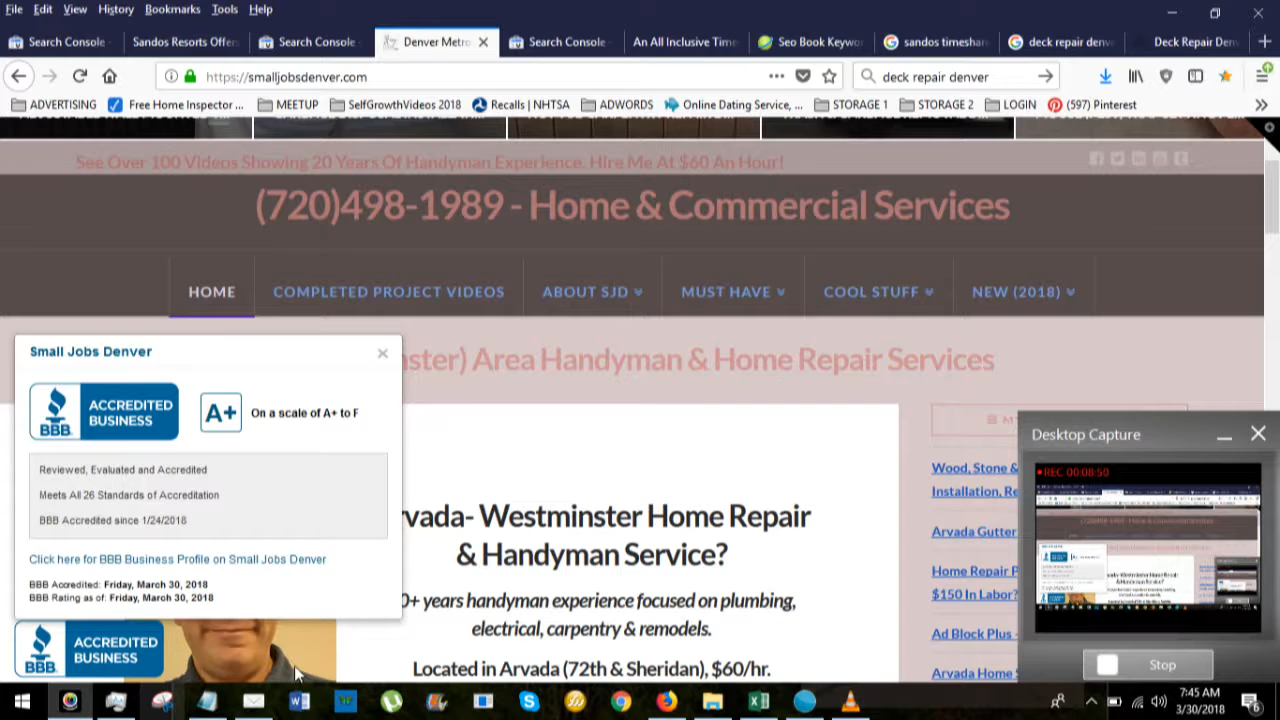 File Edit View History Bookmarks Tools Help
Search Console
Sandos Resorts Offer
Search Console
Denver Metro
Search Console
An All Inclusive Time
Seo Book Keywo
sandos timesha
deck repair denv
Deck Repair Den
https://smalljobsdenver.com
deck repair denver
ADVERTISING
Free Home Inspector ...
MEETUP
SelfGrowthVideos 2018
Recalls | NHTSA
ADWORDS
Online Dating Service, ...
STORAGE 1
STORAGE 2
LOGIN
(597) Pinterest
See Over 100 Videos Showing 20 Years Of Handyman Experience. Hire Me At $60 An Hour!
(720)498-1989 - Home & Commercial Services
HOME
COMPLETED PROJECT VIDEOS
ABOUT SJD
MUST HAVE
COOL STUFF
NEW (2018)
ster) Area Handyman & Home Repair Services
Small Jobs Denver
BBB
ACCREDITED
BUSINESS
A+
On a scale of A+ to F
Reviewed, Evaluated and Accredited
Meets All 26 Standards of Accreditation
BBB Accredited since 1/24/2018
Click here for BBB Business Profile on Small Jobs Denver
BBB Accredited: Friday, March 30, 2018
BBB Rating as of: Friday, March 30, 2018
BBB
ACCREDITED
BUSINESS
rvada- Westminster Home Repair
& Handyman Service?
0+ years handyman experience focused on plumbing,
electrical, carpentry & remodels.
Located in Arvada (72th & Sheridan), $60/hr.
Wood, Stone &
Installation, Re
Arvada Gutter
Home Repair P
$150 In Labor?
Ad Block Plus -
Arvada Home S
Desktop Capture
REC 00:08:50
Stop
7:45 AM
3/30/2018
6